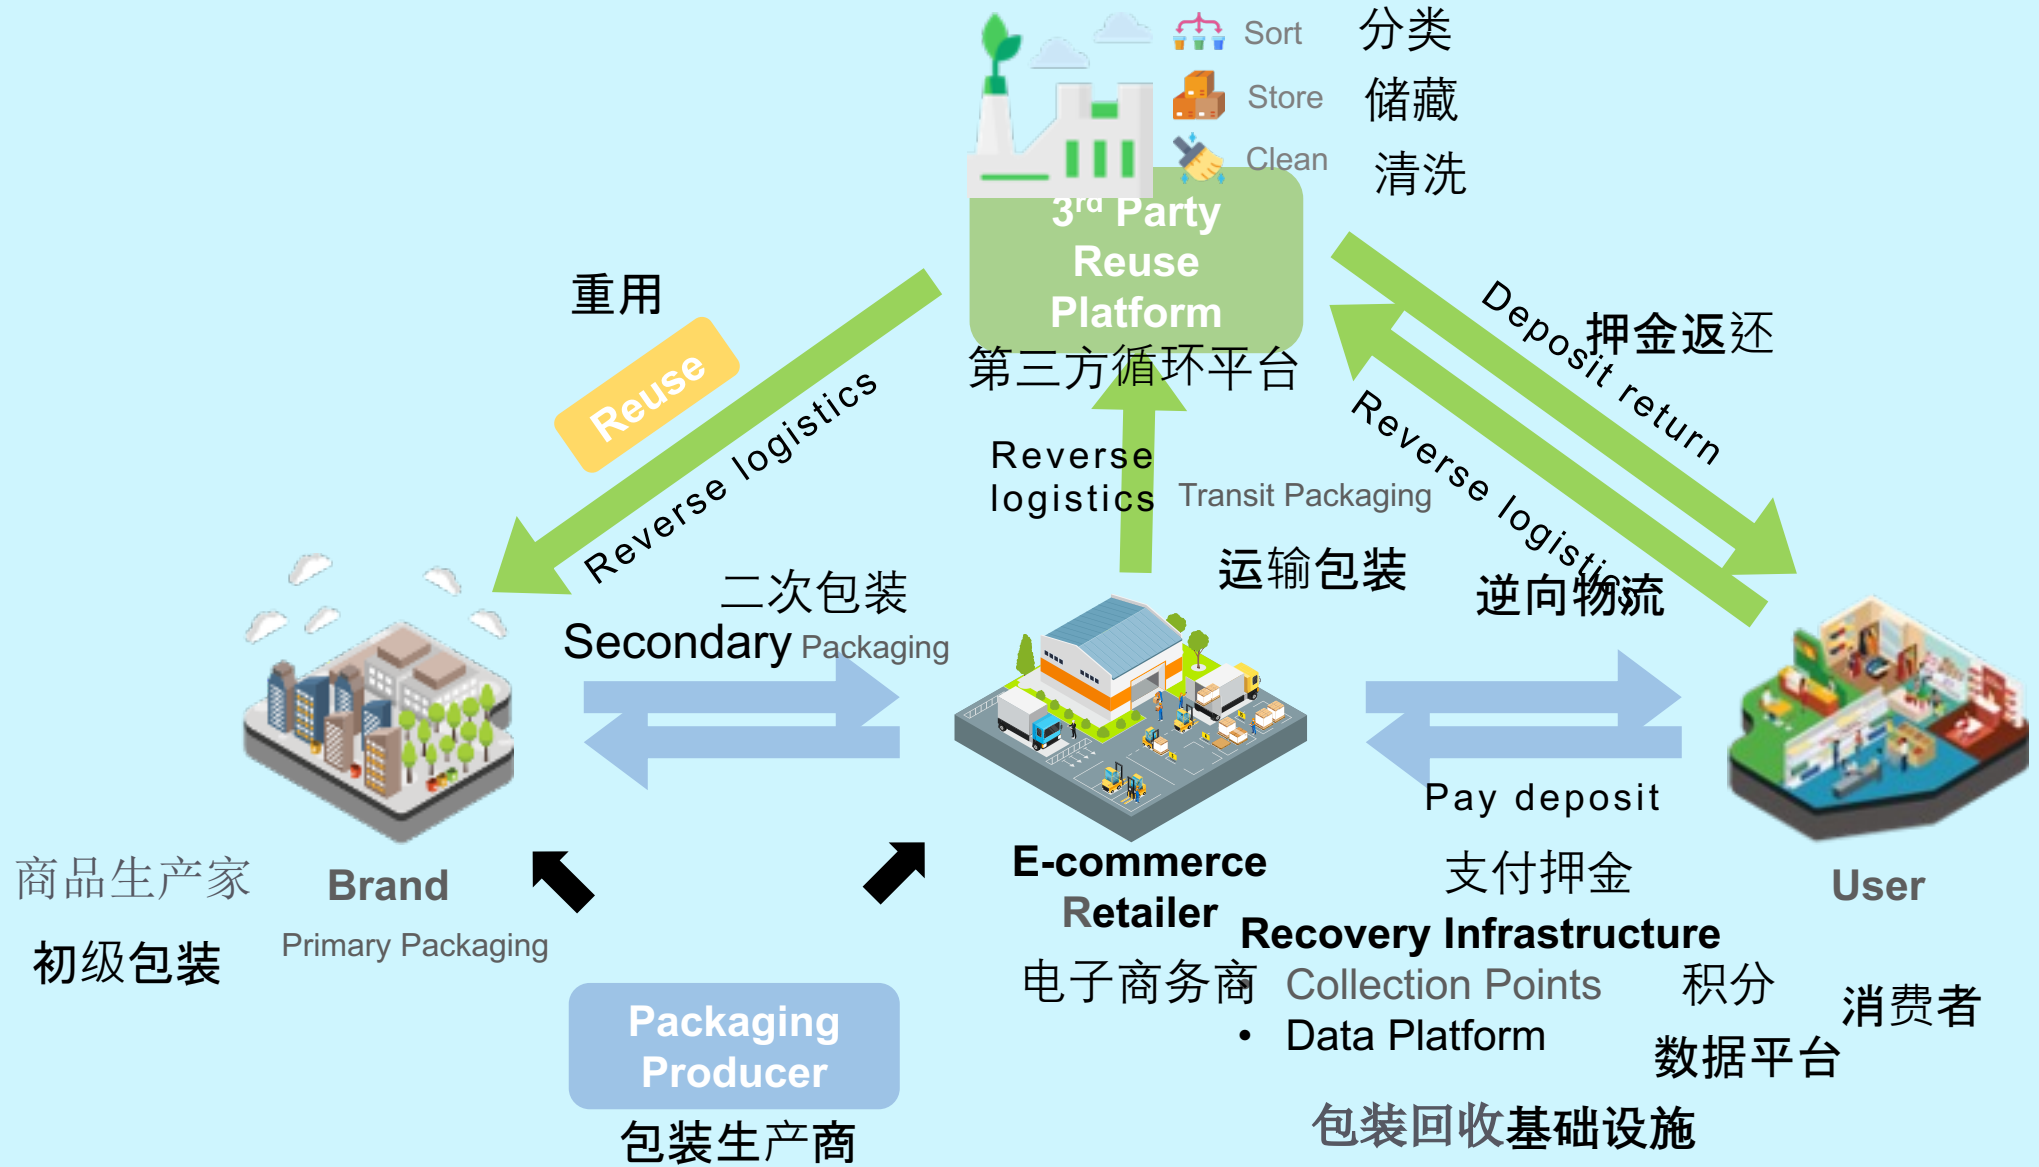 Sort 分类
Store 储藏
Clean 清洗
3rd Party
Reuse
Platform
第三方循环平台
重用
Reuse
Reverse logistics
Reverse
logistics
Transit Packaging
运输包装
Deposit return
押金返还
Reverse logistics
逆向物流
二次包装
Secondary Packaging
Pay deposit
支付押金
商品生产家
Brand
初级包装
Primary Packaging
E-commerce
Retailer
电子商务商
User
消费者
Recovery Infrastructure
• Collection Points 积分
• Data Platform
数据平台
包装回收基础设施
Packaging
Producer
包装生产商